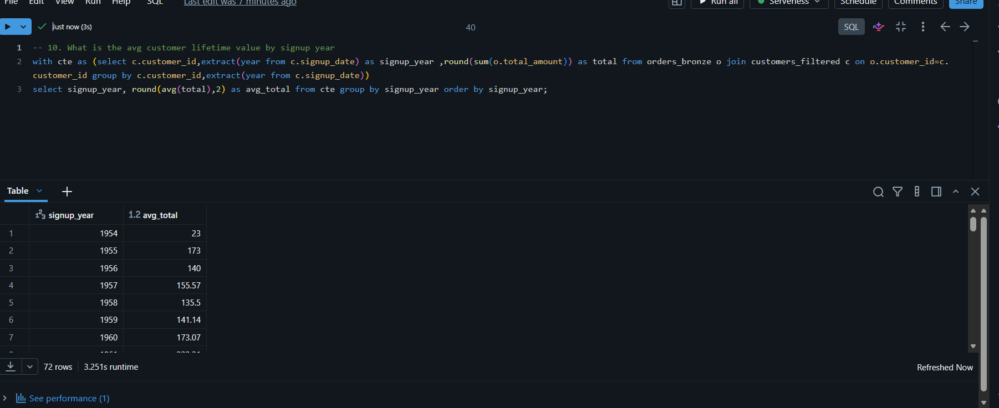 File Edit View Run Help SQL Last edit was 7 minutes ago Run all Serverless Schedule Comments Share
Just now (3s) 40 SQL
1 -- 10. What is the avg customer lifetime value by signup year
2 with cte as (select c.customer_id,extract(year from c.signup_date) as signup_year ,round(sum(o.total_amount)) as total from orders_bronze o join customers_filtered c on o.customer_id=c.
customer_id group by c.customer_id,extract(year from c.signup_date))
3 select signup_year, round(avg(total),2) as avg_total from cte group by signup_year order by signup_year;
Table
123 signup_year 1.2 avg_total
1 1954 23
2 1955 173
3 1956 140
4 1957 155.57
5 1958 135.5
6 1959 141.14
7 1960 173.07
72 rows 3.251s runtime Refreshed Now
See performance (1)